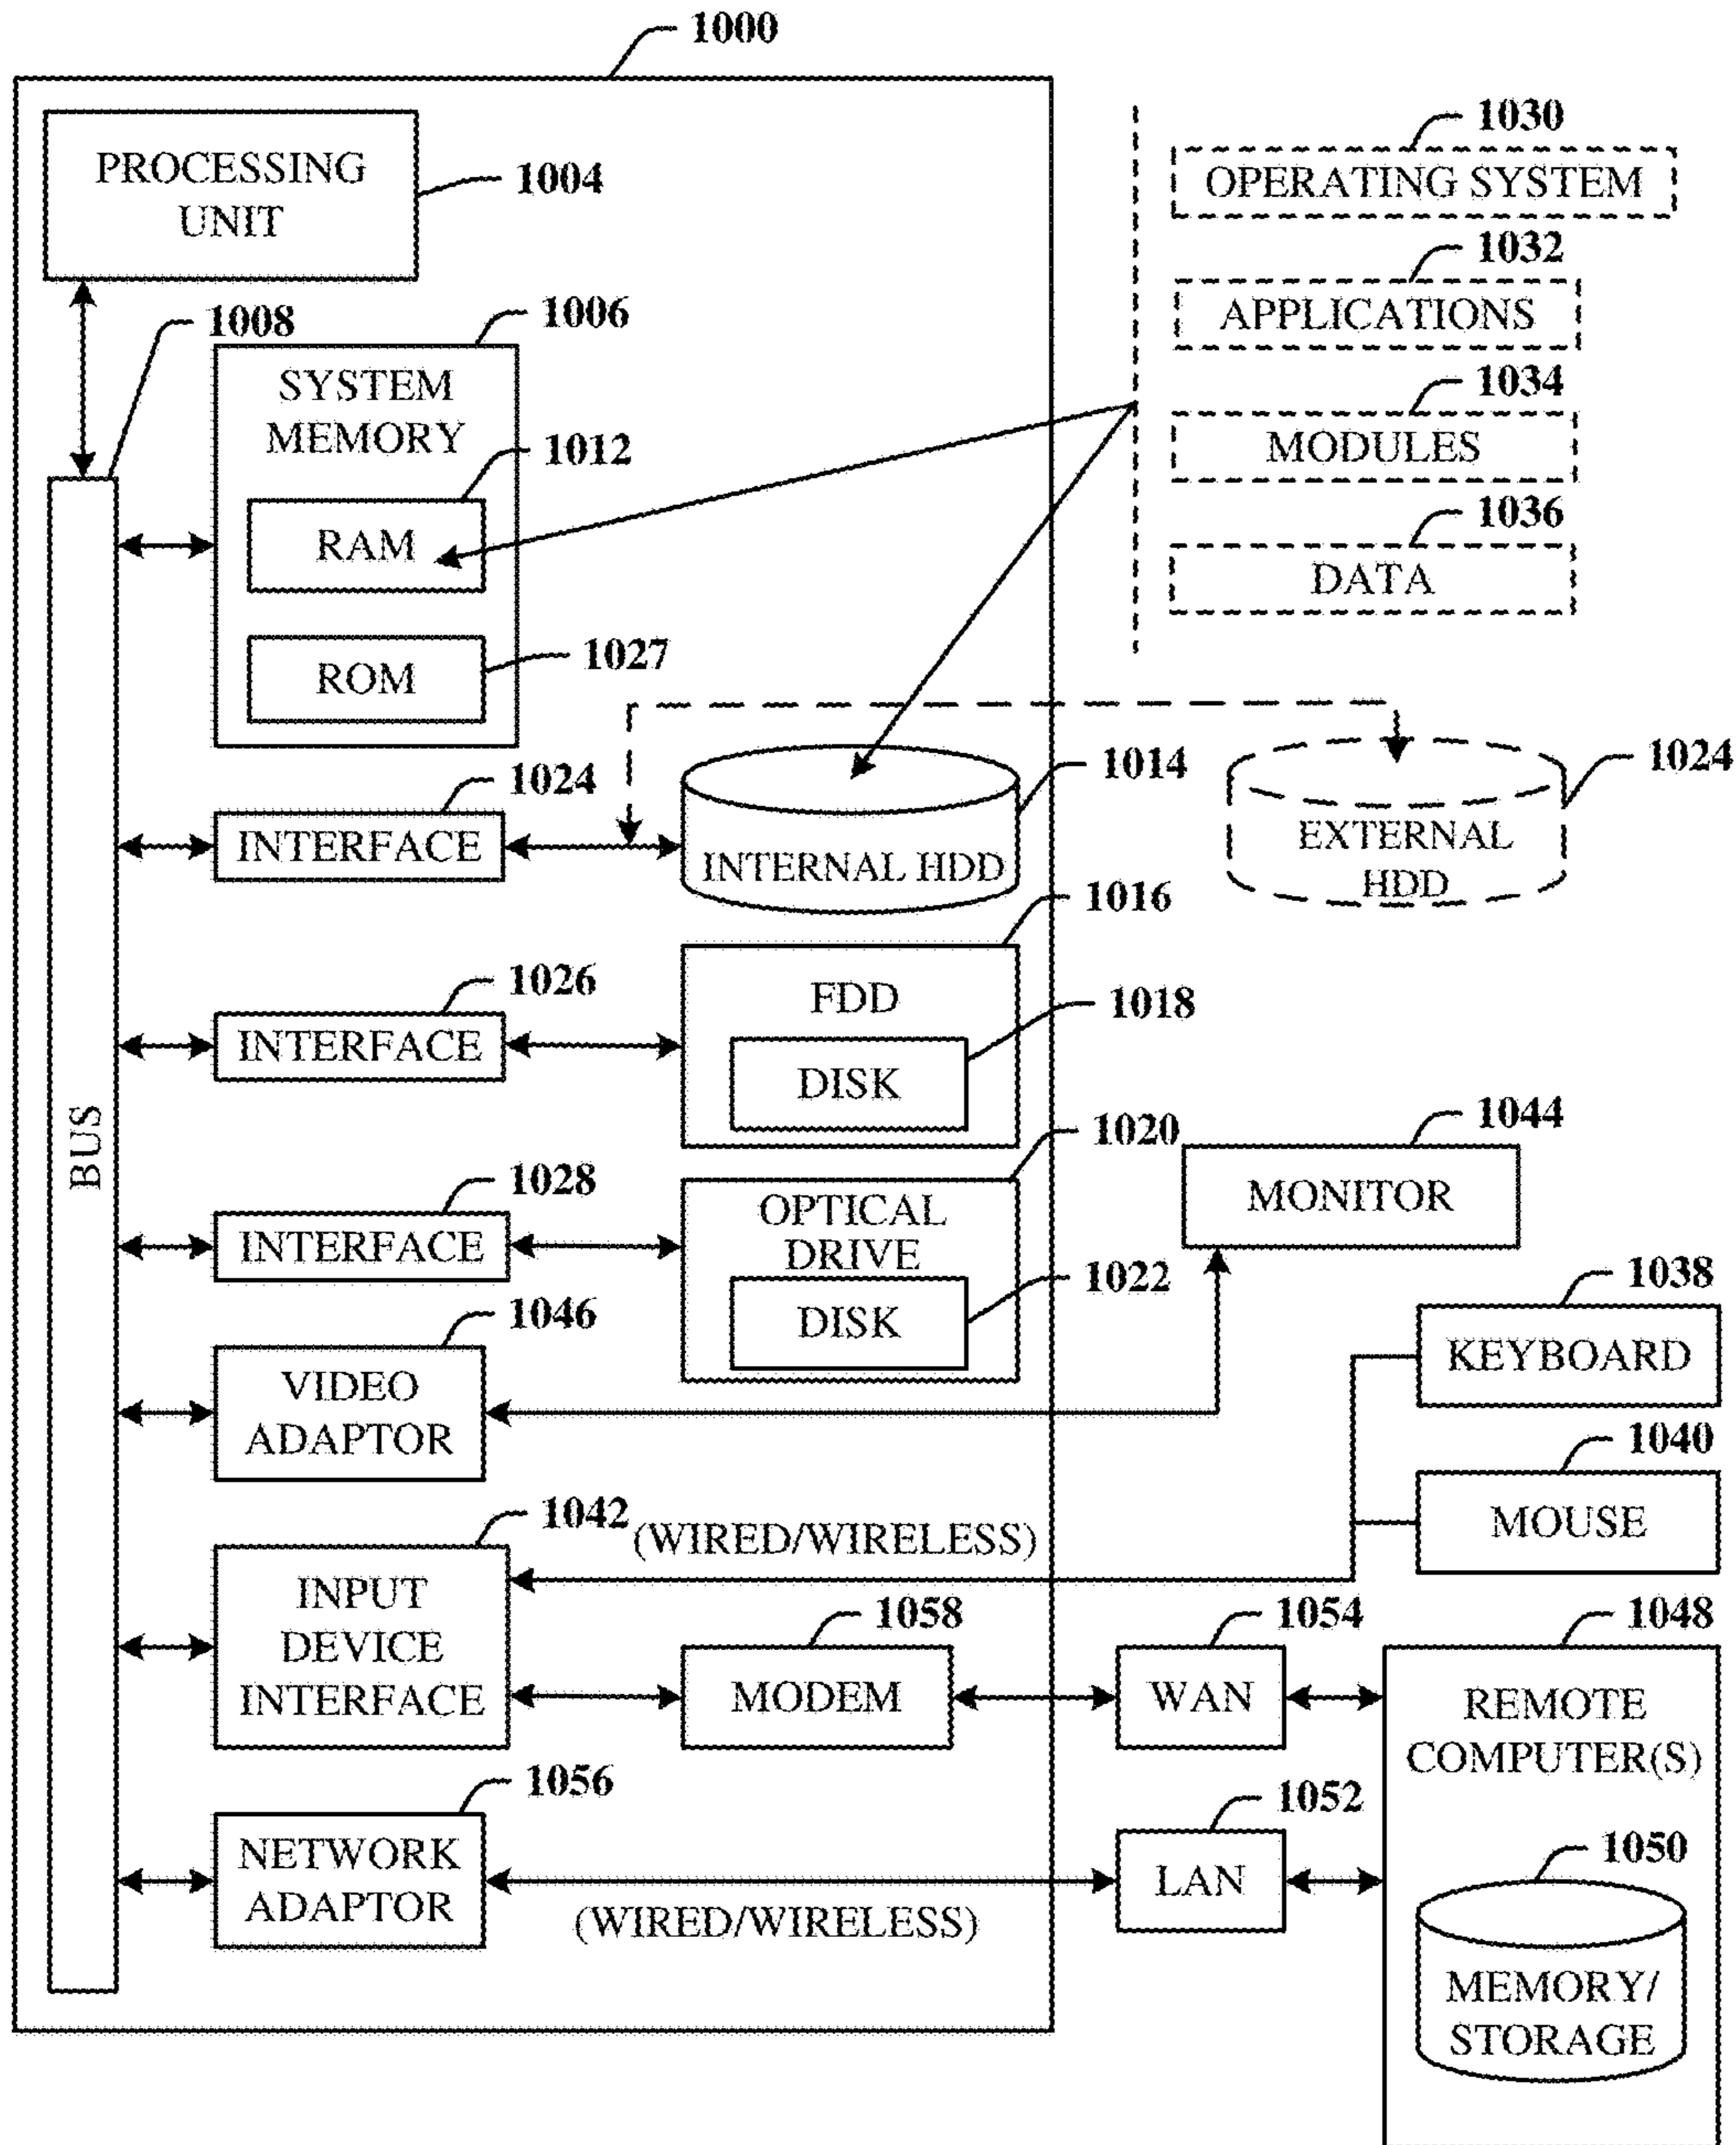 1000
PROCESSING
UNIT
1004
1008
1006
SYSTEM
MEMORY
1012
RAM
1027
ROM
1030
OPERATING SYSTEM
1032
APPLICATIONS
1034
MODULES
1036
DATA
BUS
1024
INTERFACE
1014
INTERNAL HDD
1024
EXTERNAL
HDD
1026
INTERFACE
1016
FDD
1018
DISK
1028
INTERFACE
1020
OPTICAL
DRIVE
1022
DISK
1044
MONITOR
1046
VIDEO
ADAPTOR
1038
KEYBOARD
1040
MOUSE
1042
(WIRED/WIRELESS)
INPUT
DEVICE
INTERFACE
1058
MODEM
1054
WAN
1048
REMOTE
COMPUTER(S)
1056
NETWORK
ADAPTOR
(WIRED/WIRELESS)
1052
LAN
1050
MEMORY/
STORAGE